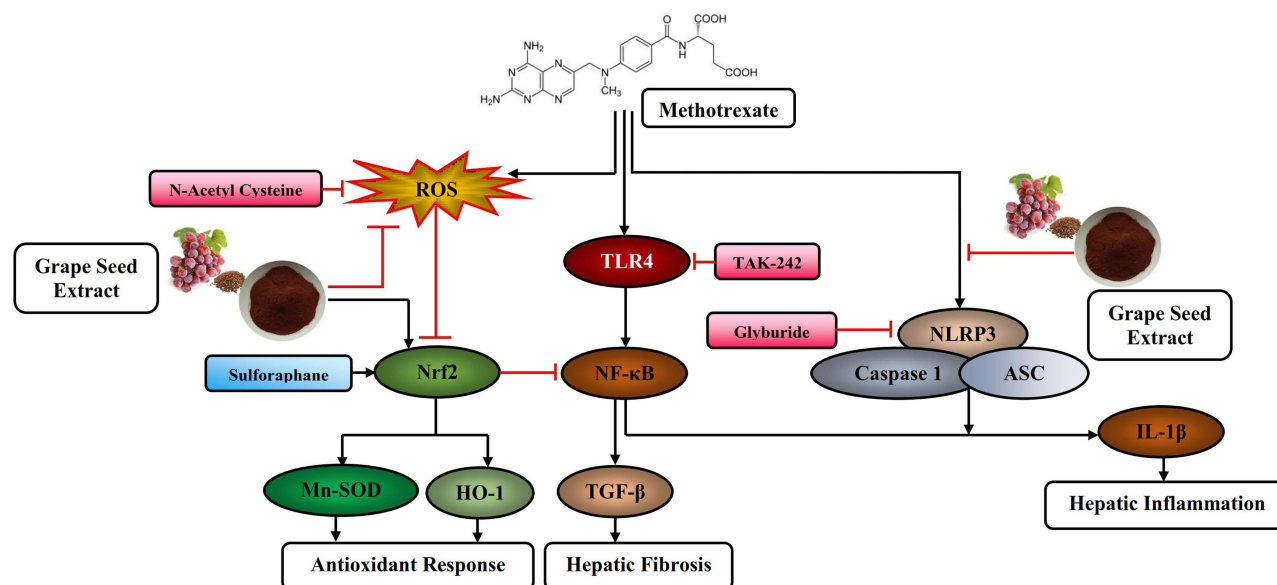 O
COOH
NH2
N
N
N
H
COOH
N
CH3
H2N
N
N
Methotrexate
N-Acetyl Cysteine
ROS
Grape Seed
Extract
TLR4
TAK-242
Grape Seed
Extract
Glyburide
NLRP3
Sulforaphane
Nrf2
NF-κB
Caspase 1
ASC
IL-1β
Mn-SOD
HO-1
TGF-β
Hepatic Inflammation
Antioxidant Response
Hepatic Fibrosis